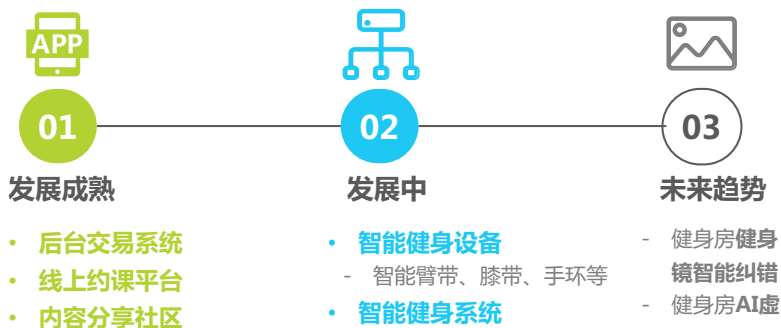 APP
01
02
03
发展成熟
发展中
未来趋势
• 后台交易系统
• 线上约课平台
• 内容分享社区
• 智能健身设备
- 智能臂带、膝带、手环等
• 智能健身系统
- 健身房健身
镜智能纠错
- 健身房AI虚